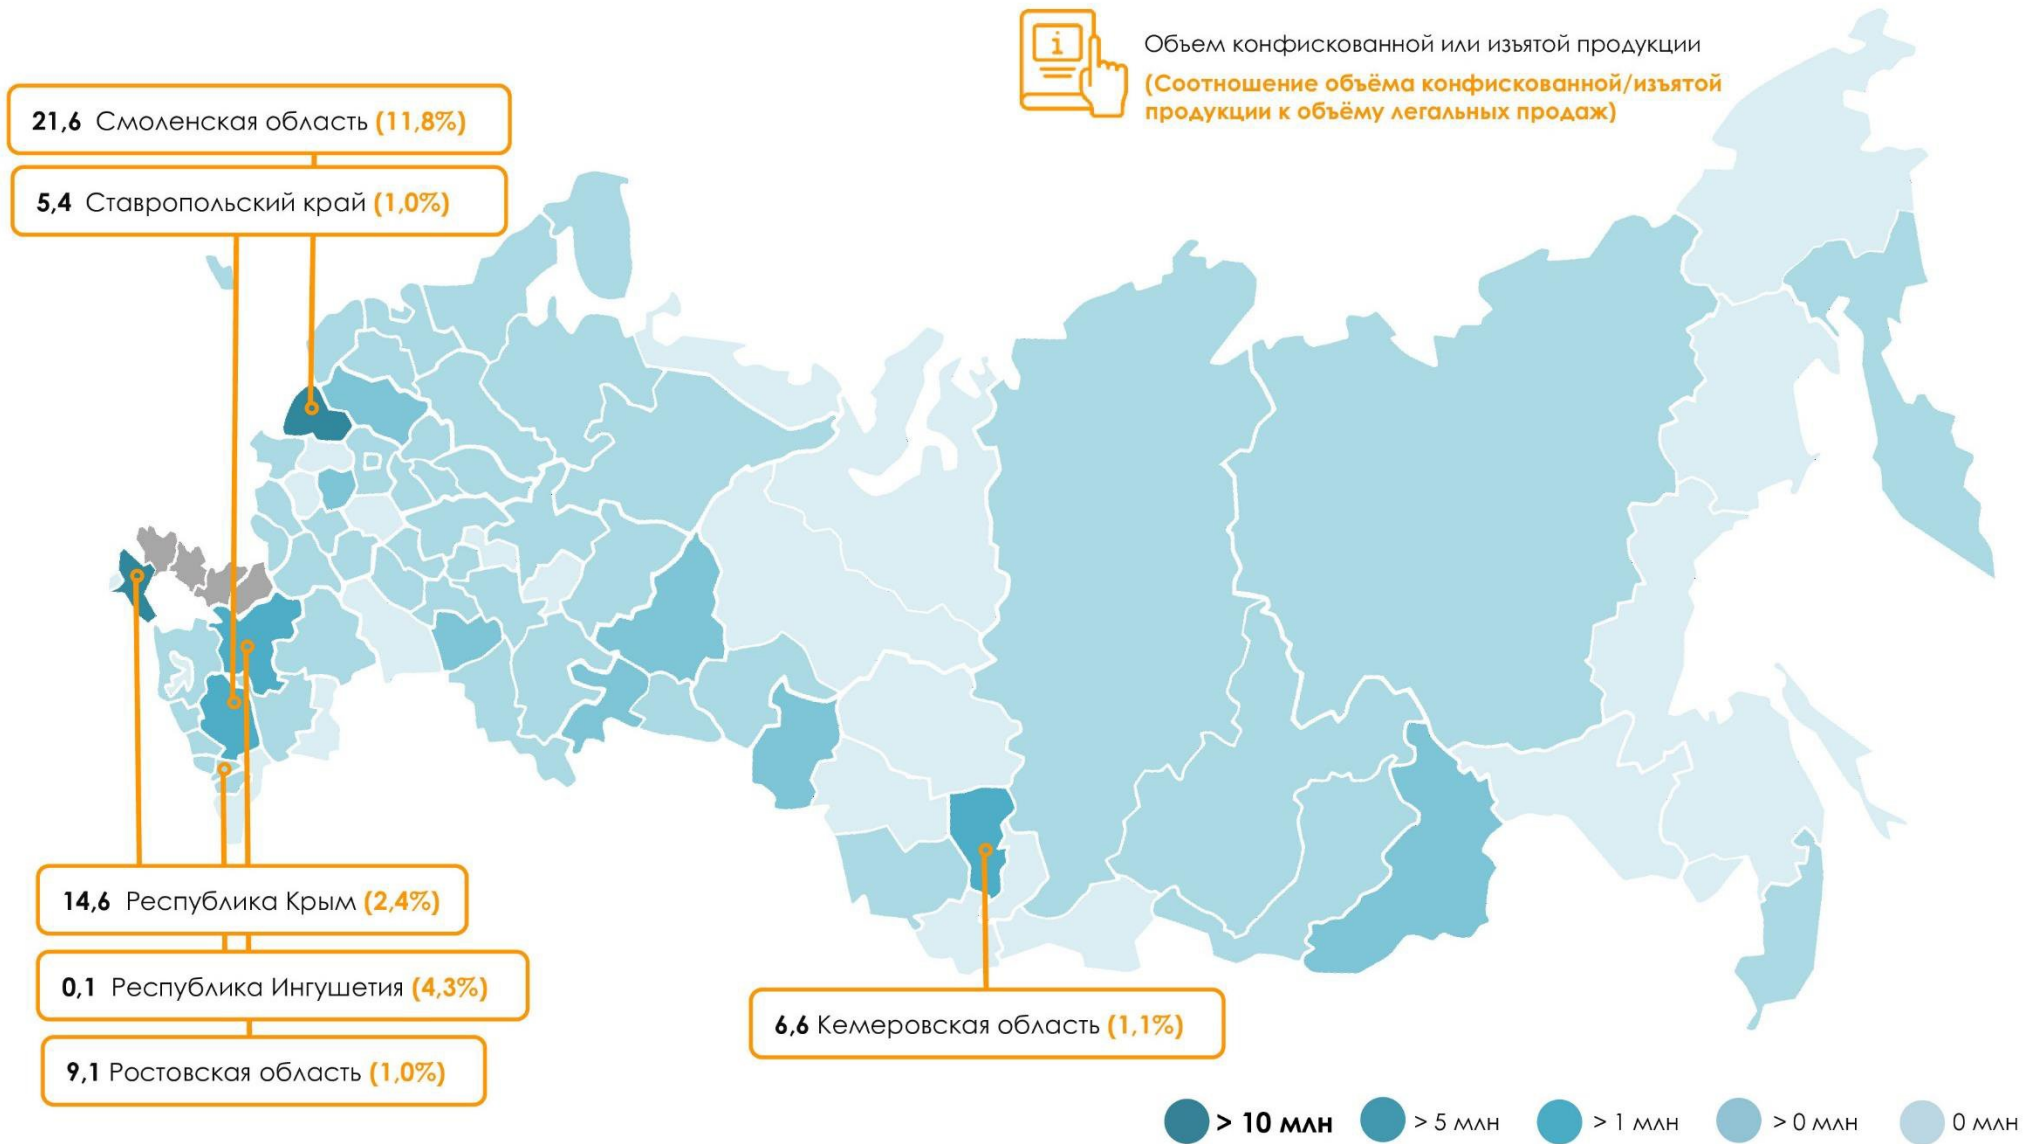 i
Объем конфискованной или изъятой продукции
(Соотношение объёма конфискованной/изъятой
продукции к объёму легальных продаж)
21,6 Смоленская область (11,8%)
5,4 Ставропольский край (1,0%)
14,6 Республика Крым (2,4%)
0,1 Республика Ингушетия (4,3%)
9,1 Ростовская область (1,0%)
6,6 Кемеровская область (1,1%)
> 10 млн
> 5 млн
> 1 млн
> 0 млн
0 млн